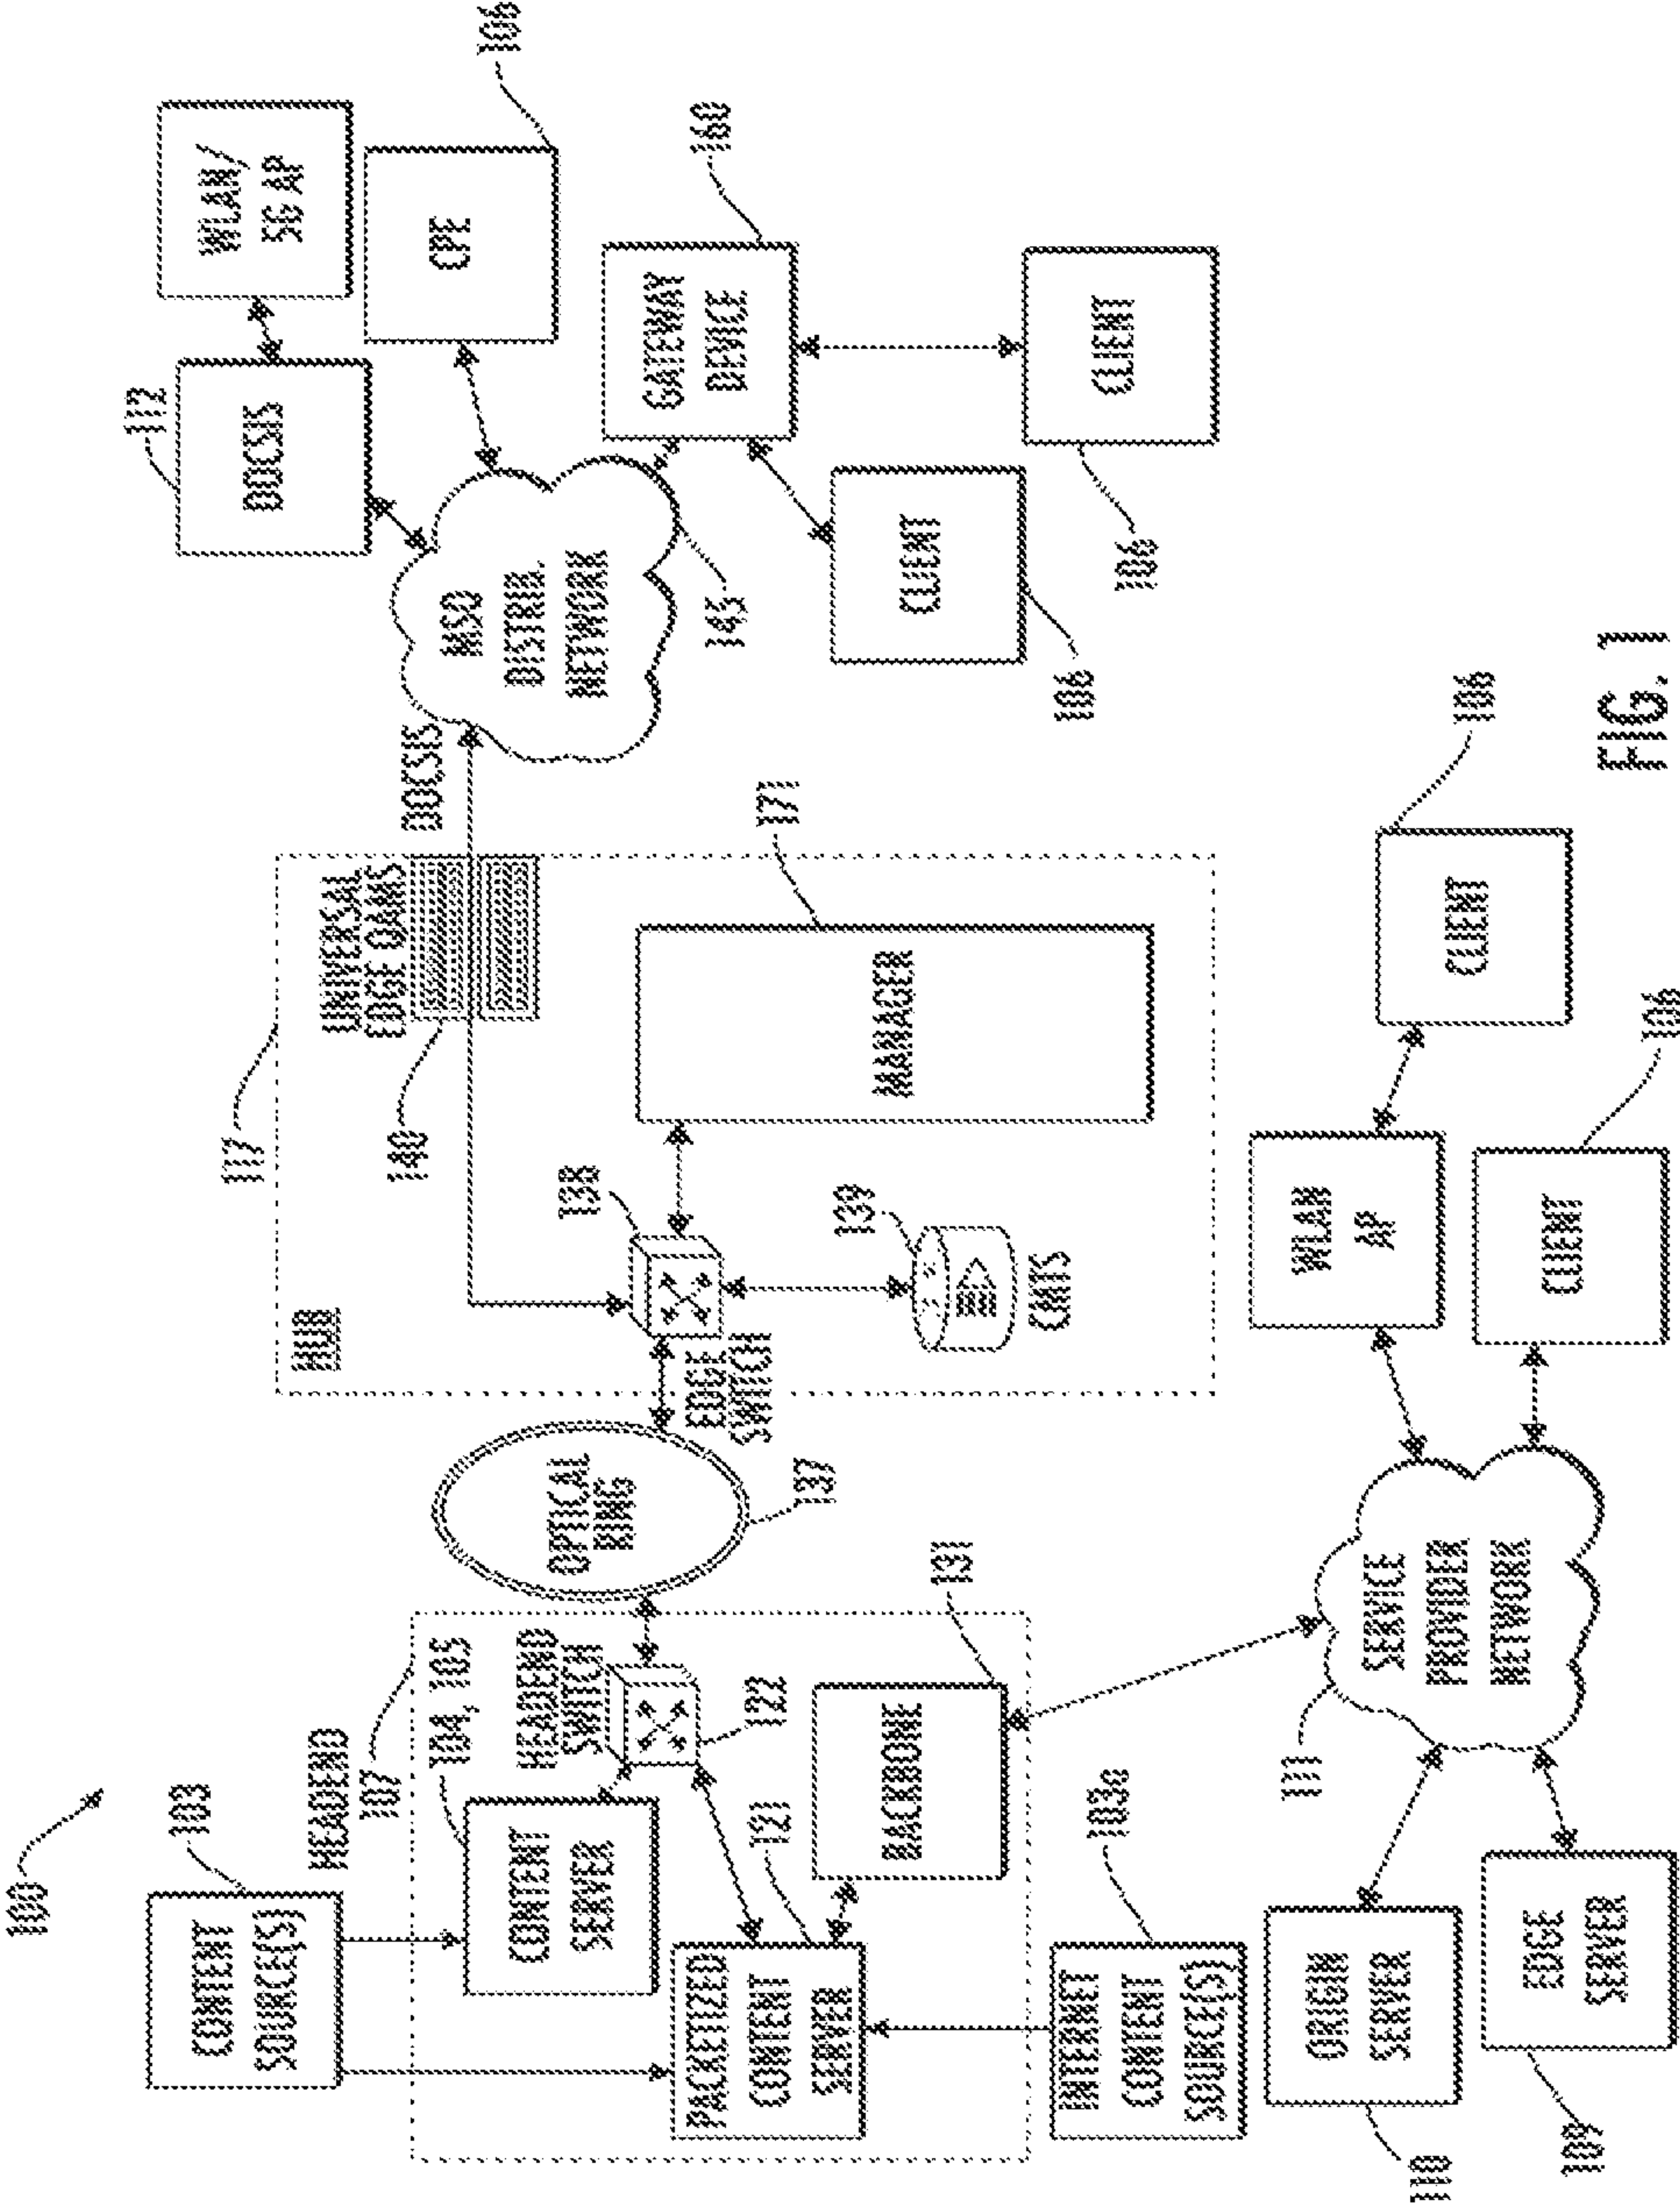 100
CONTENT
SOURCE(S)
103
HEADEND
107
104, 105
CONTENT
SERVER
HEADEND
SWITCH
122
PACKETIZED
CONTENT
SERVER
121
BACKBONE
131
INTERNET
CONTENT
SOURCE(S)
103a
OPTICAL
RING
137
117
HUB
UNIVERSAL
EDGE QAMS
140
138
EDGE
SWITCH
139
CMTS
MANAGER
171
DOCSIS
MSO
DISTRIB.
NETWORK
145
112
DOCSIS
WLAN/
5G AP
CPE
106
GATEWAY
DEVICE
160
CLIENT
106
CLIENT
106
ORIGIN
SERVER
110
EDGE
SERVER
109
111
SERVICE
PROVIDER
NETWORK
WLAN
AP
CLIENT
106
CLIENT
106
FIG. 1